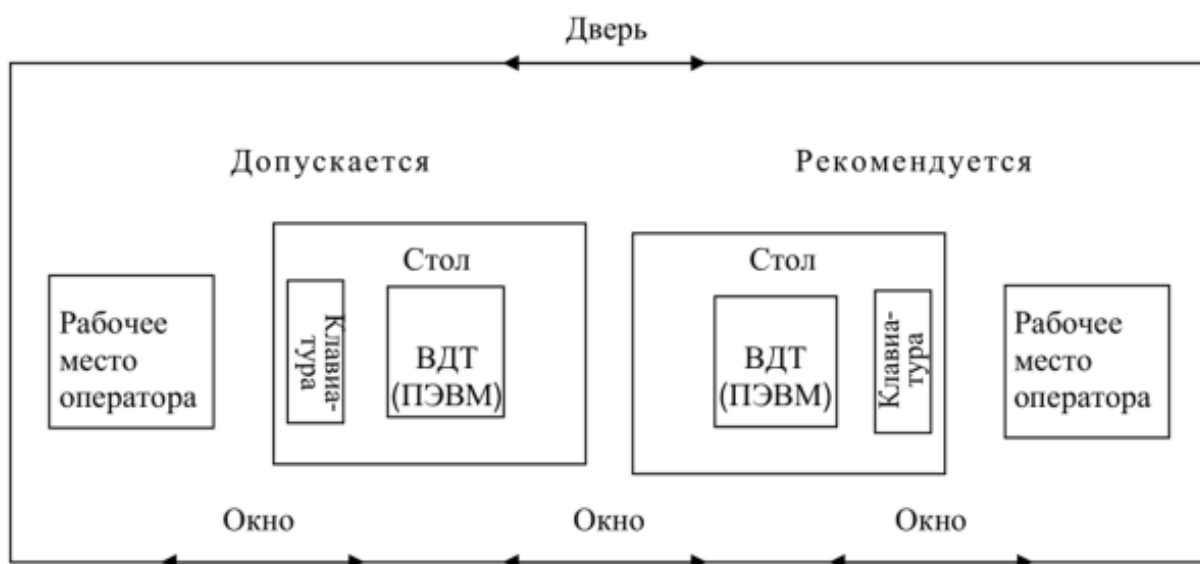 Дверь
Допускается
Рекомендуется
Стол
Стол
Рабочее
место
оператора
Клавиа-
тура
ВДТ
(ПЭВМ)
ВДТ
(ПЭВМ)
Клавиа-
тура
Рабочее
место
оператора
Окно
Окно
Окно